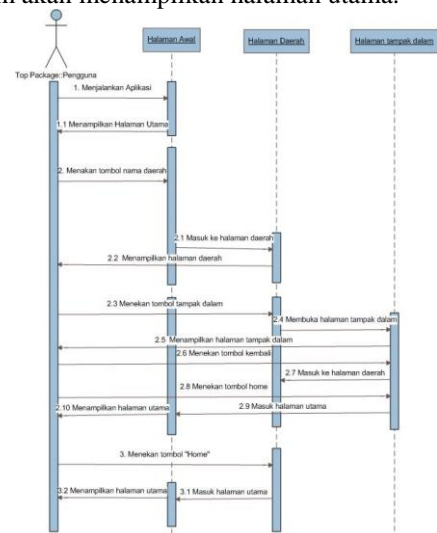 akan menampilkan halaman utama.
Halaman Awal
Halaman Daerah
Halaman tampak dalam
Top Package::Pengguna
1. Menjalankan Aplikasi
1.1 Menampilkan Halaman Utama
2. Menakan tombol nama daerah
2.1 Masuk ke halaman daerah
2.2 Menampilkan halaman daerah
2.3 Menekan tombol tampak dalam
2.4 Membuka halaman tampak dalam
2.5 Menampilkan halaman tampak dalam
2.6 Menekan tombol kembali
2.7 Masuk ke halaman daerah
2.8 Menekan tombol home
2.9 Masuk halaman utama
2.10 Menampilkan halaman utama
3. Menekan tombol "Home"
3.1 Masuk halaman utama
3.2 Menampilkan halaman utama